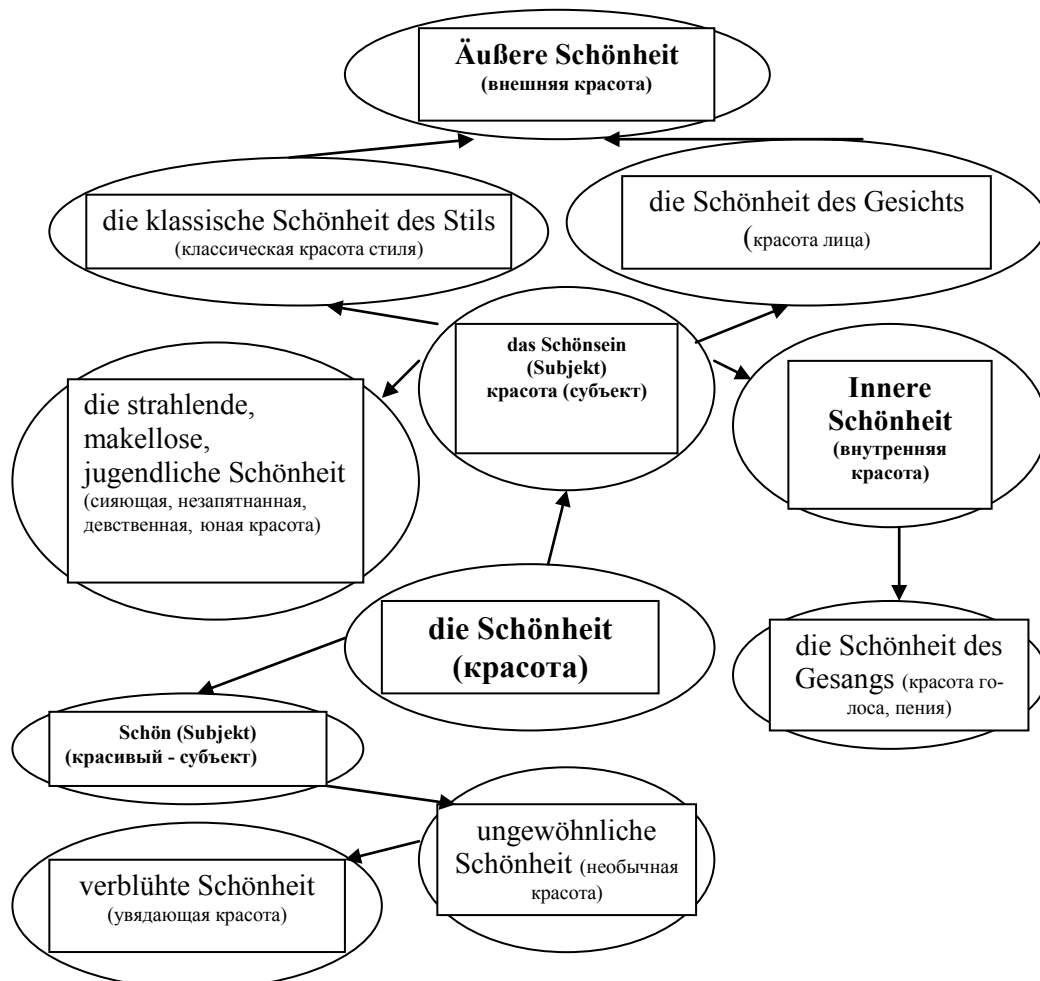 Äußere Schönheit
(внешняя красота)
die klassische Schönheit des Stils
(классическая красота стиля)
die Schönheit des Gesichts
(красота лица)
das Schönsein
(Subjekt)
красота (субъект)
die strahlende,
makellose,
jugendliche Schönheit
(сияющая, незапятнанная,
девственная, юная красота)
Innere
Schönheit
(внутренняя
красота)
die Schönheit
(красота)
die Schönheit des
Gesangs (красота го-
лоса, пения)
Schön (Subjekt)
(красивый - субъект)
ungewöhnliche
Schönheit (необычная
красота)
verblühte Schönheit
(увядающая красота)